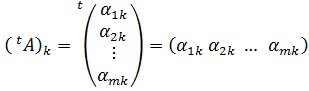 ( ᵗA)ₖ = ᵗ(α₁ₖ α₂ₖ ⋮ αₘₖ) = (α₁ₖ α₂ₖ … αₘₖ)